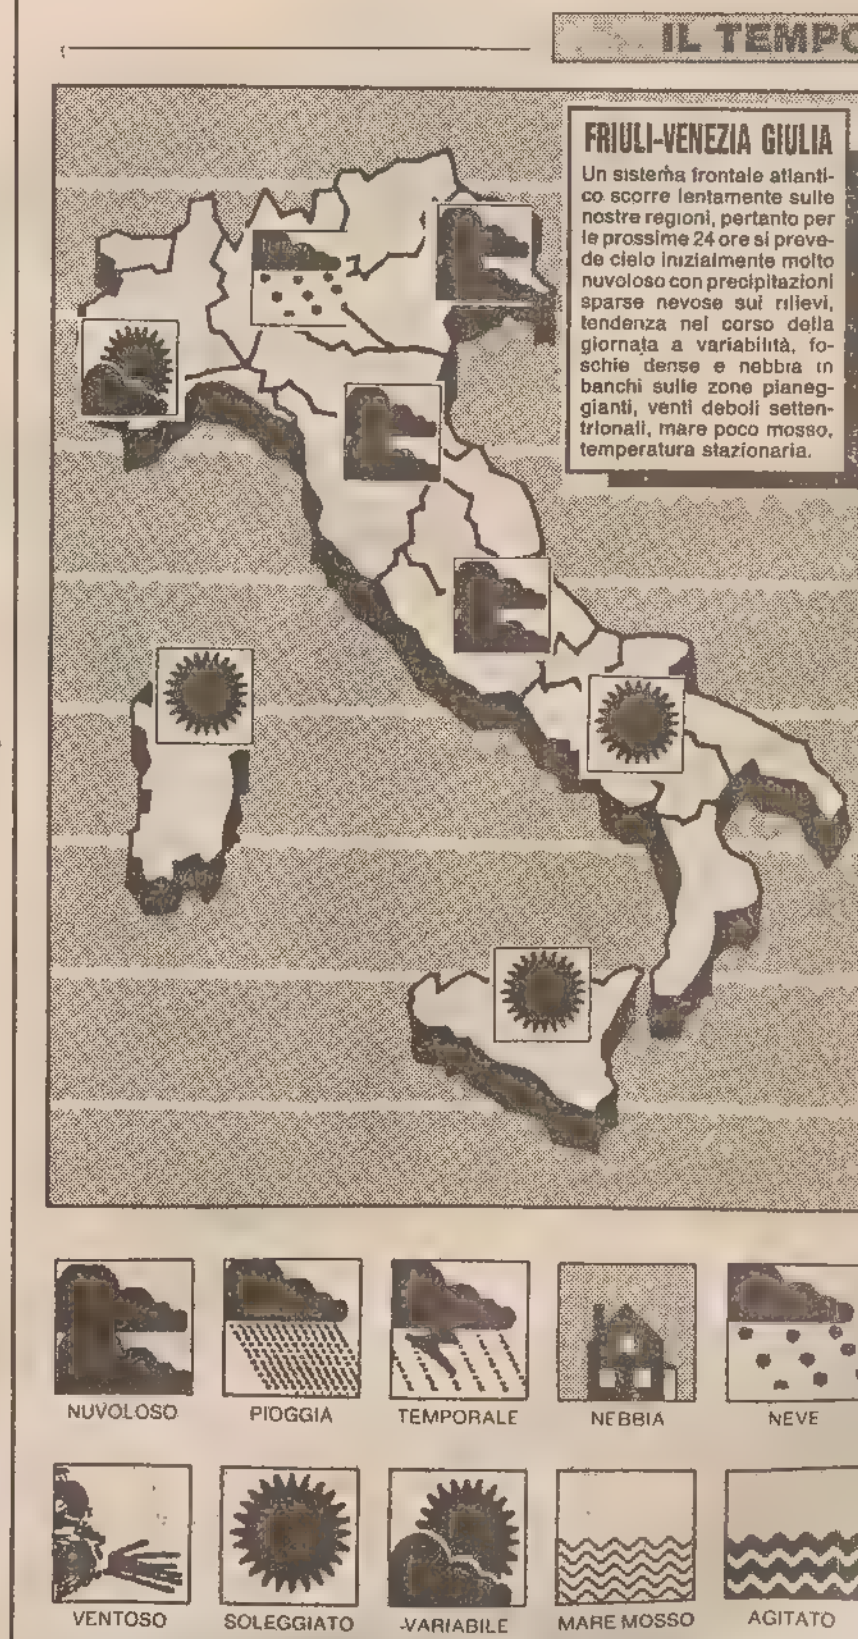 IL TEMPO
FRIULI-VENEZIA GIULIA
Un sistema frontale atlanti-
co scorre lentamente sulle
nostre regioni, pertanto per
le prossime 24 ore si preve-
de cielo inizialmente molto
nuvoloso con precipitazioni
sparse nevose sui rilievi,
tendenza nel corso della
giornata a variabilità, fo-
schie dense e nebbia in
banchi sulle zone pianeg-
gianti, venti deboli setten-
trionali, mare poco mosso,
temperatura stazionaria.
NUVOLOSO PIOGGIA TEMPORALE NEBBIA NEVE
VENTOSO SOLEGGIATO VARIABILE MARE MOSSO AGITATO